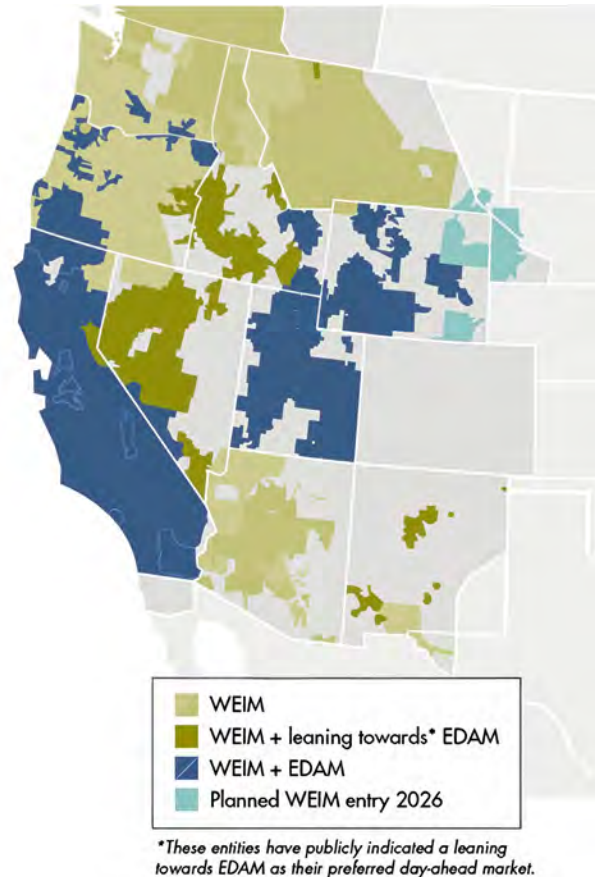 WEIM
WEIM + leaning towards* EDAM
WEIM + EDAM
Planned WEIM entry 2026
*These entities have publicly indicated a leaning
towards EDAM as their preferred day-ahead market.